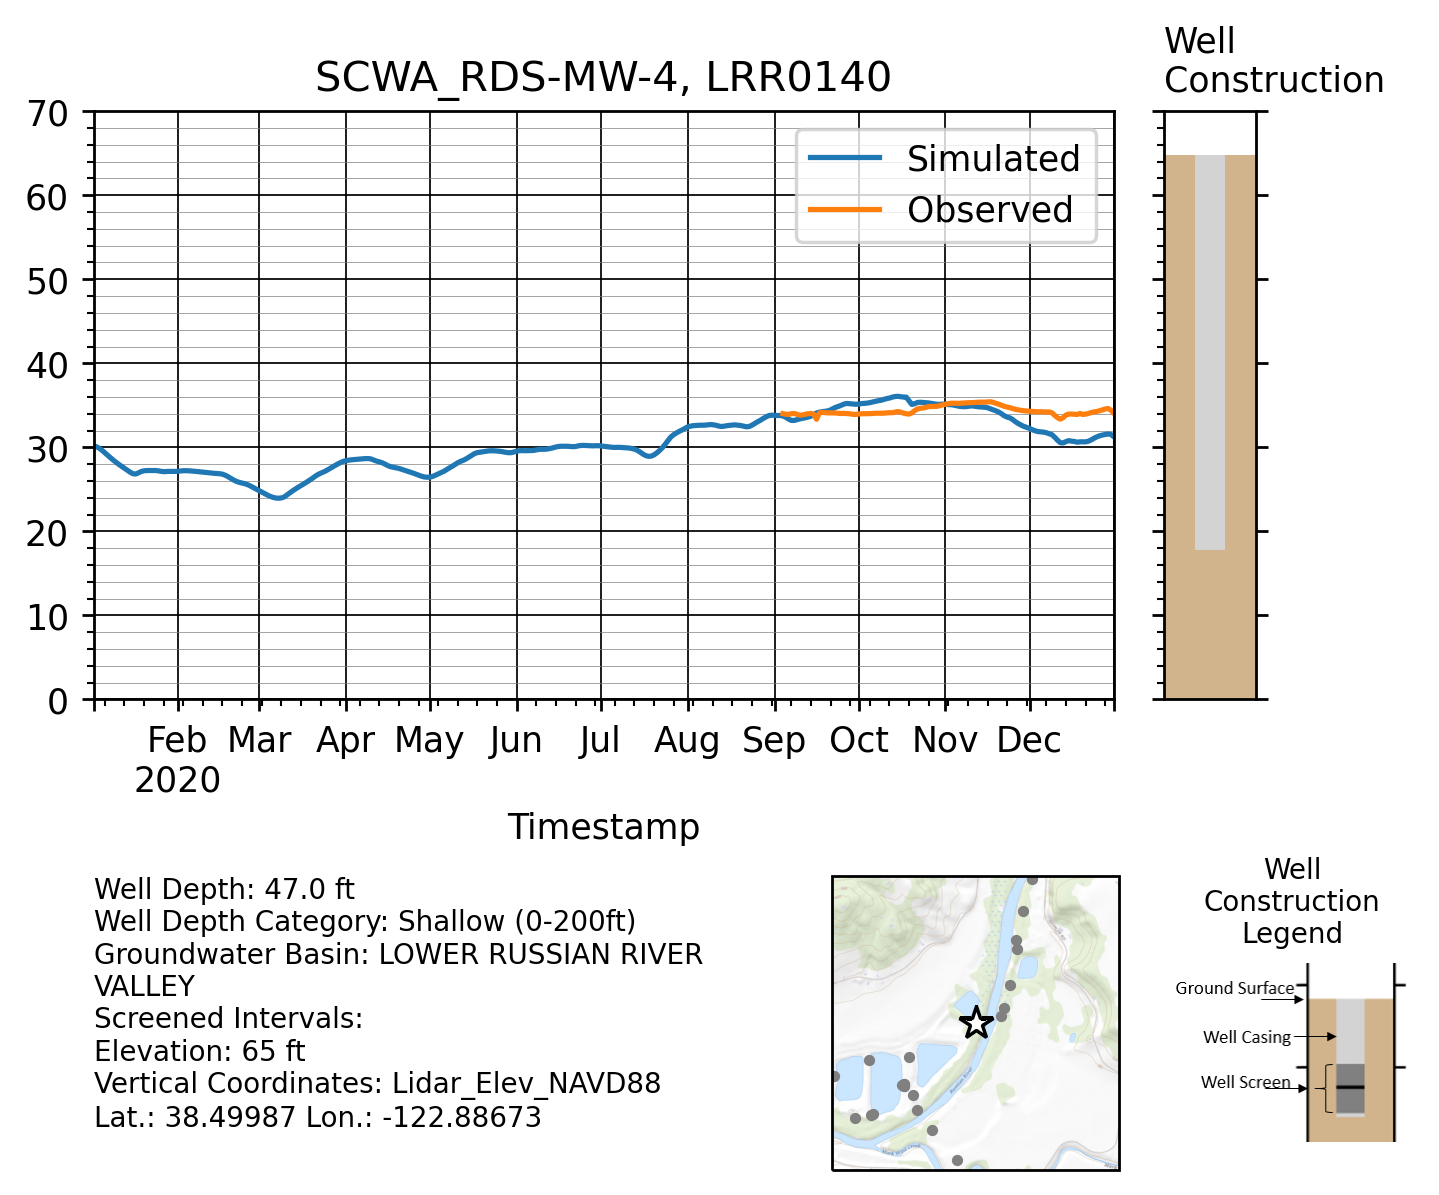 Well
Construction
SCWA_RDS-MW-4, LRR0140
70
60
50
40
30
20
10
0
Simulated
Observed
Feb Mar Apr May Jun Jul Aug Sep Oct Nov Dec
2020
Timestamp
Well Depth: 47.0 ft
Well Depth Category: Shallow (0-200ft)
Groundwater Basin: LOWER RUSSIAN RIVER
VALLEY
Screened Intervals:
Elevation: 65 ft
Vertical Coordinates: Lidar_Elev_NAVD88
Lat.: 38.49987 Lon.: -122.88673
Well
Construction
Legend
Ground Surface
Well Casing
Well Screen